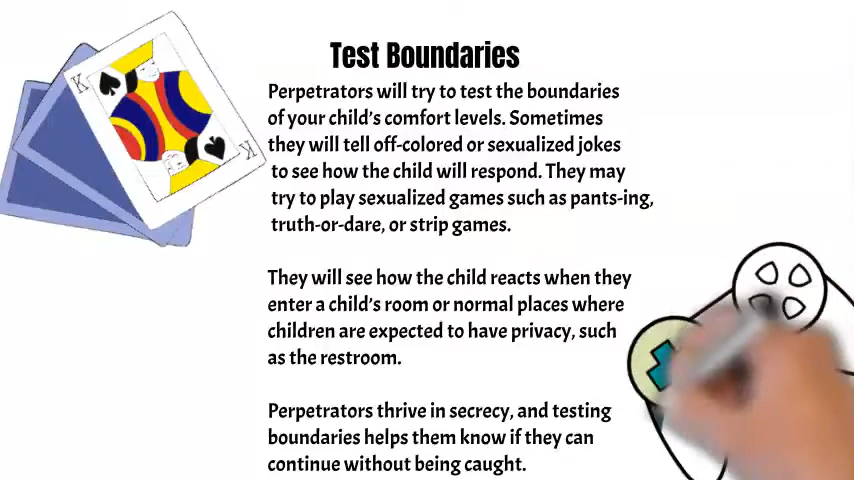 Test Boundaries
Perpetrators will try to test the boundaries
of your child's comfort levels. Sometimes
they will tell off-colored or sexualized jokes
to see how the child will respond. They may
try to play sexualized games such as pants-ing,
truth-or-dare, or strip games.
They will see how the child reacts when they
enter a child's room or normal places where
children are expected to have privacy, such
as the restroom.
Perpetrators thrive in secrecy, and testing
boundaries helps them know if they can
continue without being caught.
K
K